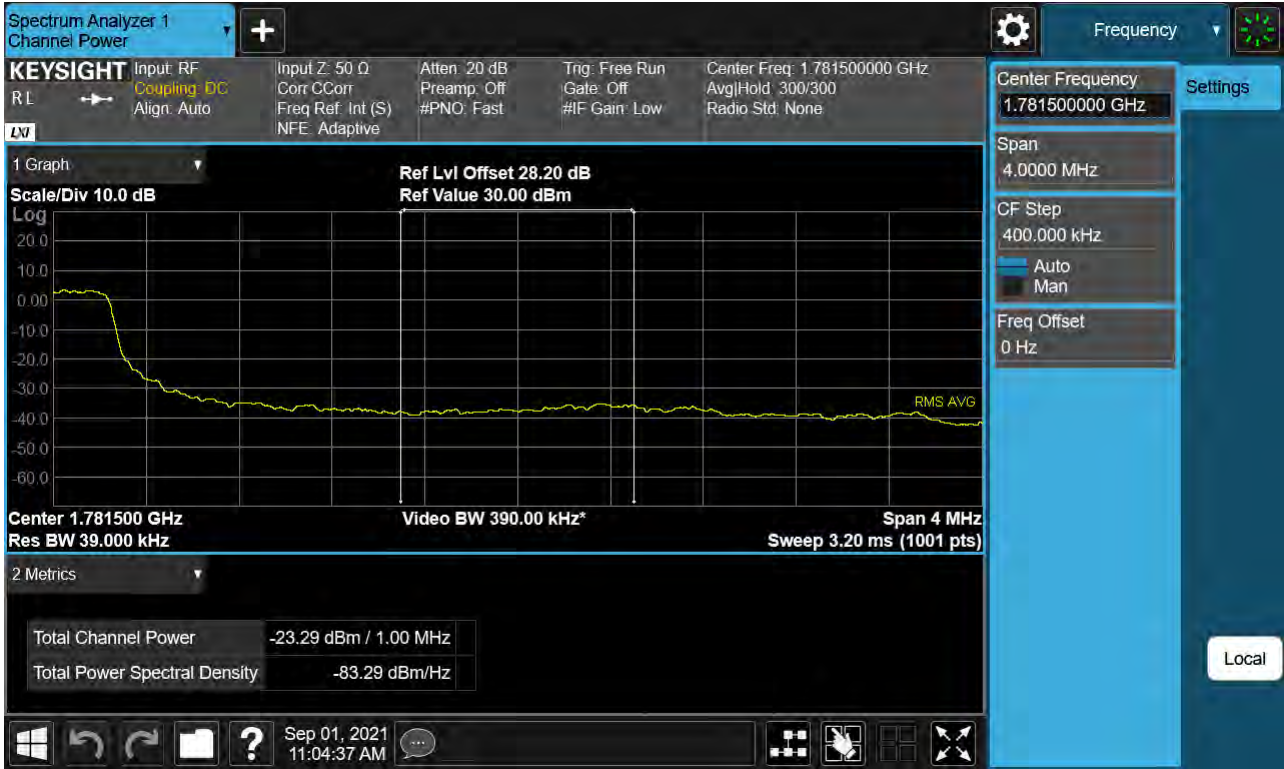 Spectrum Analyzer 1
Channel Power
+
Frequency
KEYSIGHT
R L
LXI
Input: RF
Coupling: DC
Align: Auto
Input Z: 50 Ω
Corr CCorr
Freq Ref: Int (S)
NFE: Adaptive
Atten: 20 dB
Preamp: Off
#PNO: Fast
Trig: Free Run
Gate: Off
#IF Gain: Low
Center Freq: 1.781500000 GHz
Avg|Hold: 300/300
Radio Std: None
Center Frequency
1.781500000 GHz
Settings
Span
4.0000 MHz
CF Step
400.000 kHz
Auto
Man
Freq Offset
0 Hz
Local
1 Graph
Scale/Div 10.0 dB
Ref Lvl Offset 28.20 dB
Ref Value 30.00 dBm
Log
20.0
10.0
0.00
-10.0
-20.0
-30.0
-40.0
-50.0
-60.0
RMS AVG
Center 1.781500 GHz
Video BW 390.00 kHz*
Span 4 MHz
Res BW 39.000 kHz
Sweep 3.20 ms (1001 pts)
2 Metrics
Total Channel Power -23.29 dBm / 1.00 MHz
Total Power Spectral Density -83.29 dBm/Hz
?
Sep 01, 2021
11:04:37 AM